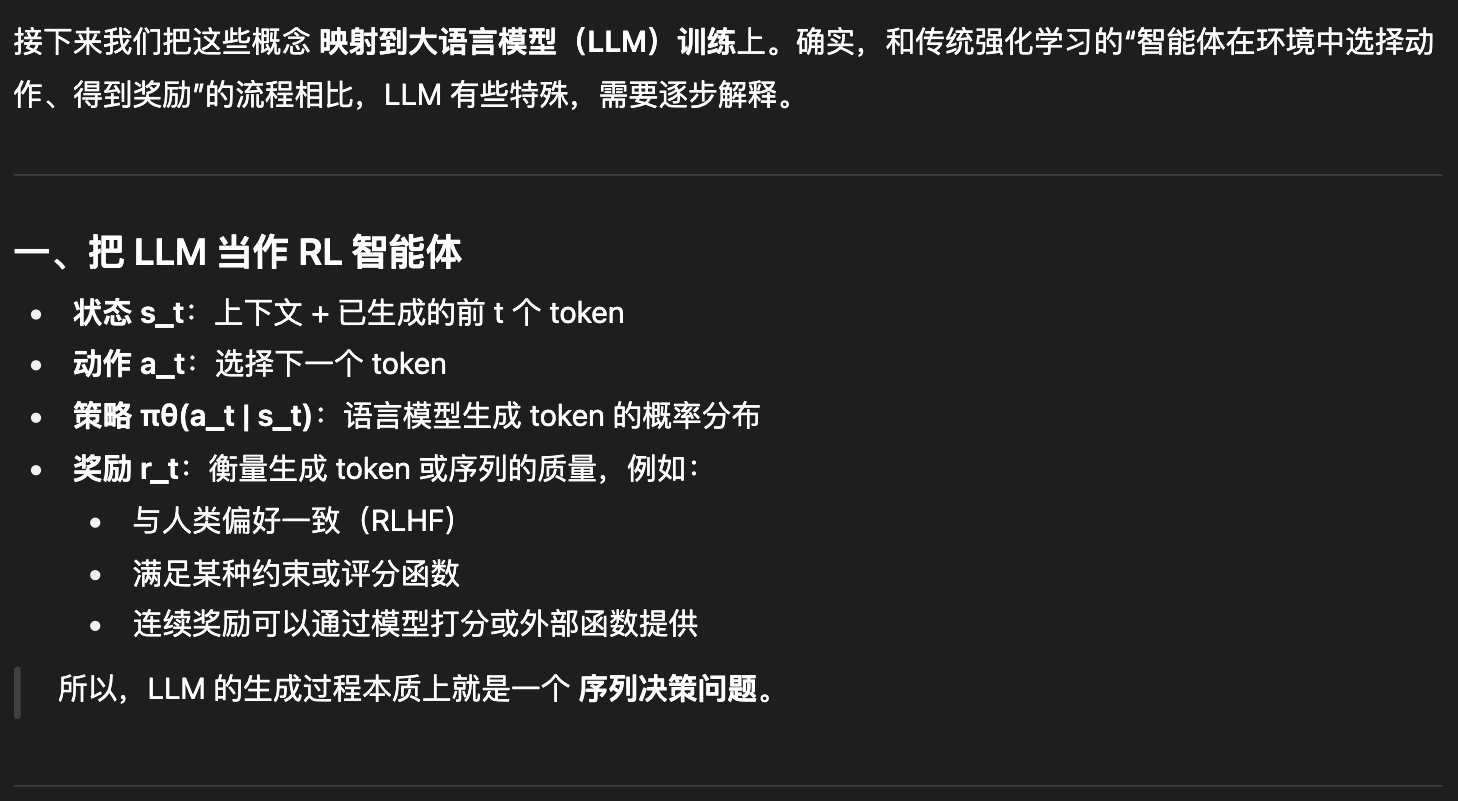 接下来我们把这些概念 映射到大语言模型（LLM）训练上。确实，和传统强化学习的“智能体在环境中选择动
作、得到奖励”的流程相比，LLM 有些特殊，需要逐步解释。
一、把 LLM 当作 RL 智能体
• 状态 s_t：上下文 + 已生成的前 t 个 token
• 动作 a_t：选择下一个 token
• 策略 πθ(a_t | s_t)：语言模型生成 token 的概率分布
• 奖励 r_t：衡量生成 token 或序列的质量，例如：
• 与人类偏好一致（RLHF）
• 满足某种约束或评分函数
• 连续奖励可以通过模型打分或外部函数提供
所以，LLM 的生成过程本质上就是一个 序列决策问题。